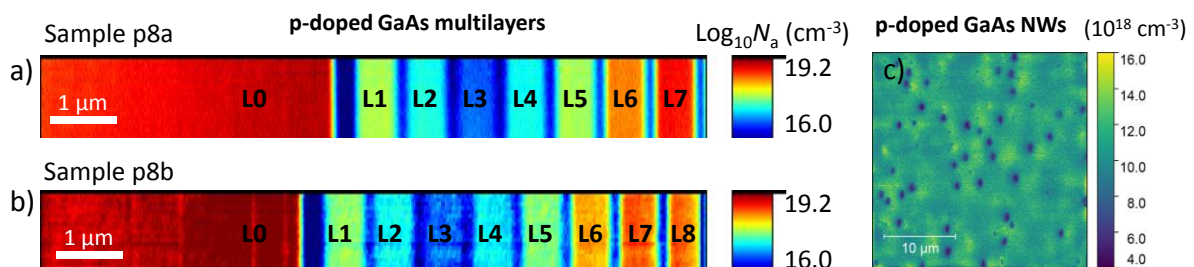 p-doped GaAs multilayers
Sample p8a
Log₁₀Nₐ (cm⁻³)
a)
1 µm
L0 L1 L2 L3 L4 L5 L6 L7
19.2
16.0
Sample p8b
b)
1 µm
L0 L1 L2 L3 L4 L5 L6 L7 L8
19.2
16.0
p-doped GaAs NWs (10¹⁸ cm⁻³)
c)
10 µm
16.0
14.0
12.0
10.0
8.0
6.0
4.0